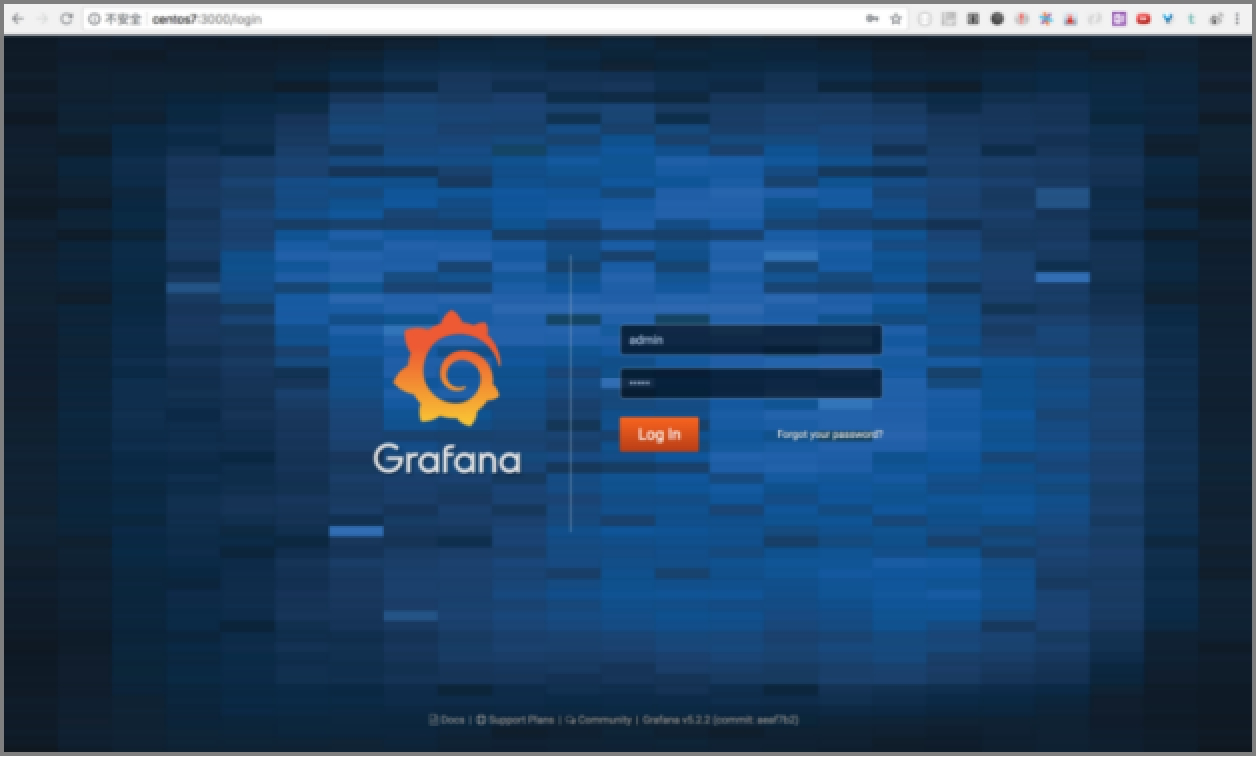 不安全 centos7:3000/login
admin
•••••
Log In
Forgot your password?
Grafana
Docs | Support Plans | Community | Grafana v5.2.2 (commit: aeaf7b2)